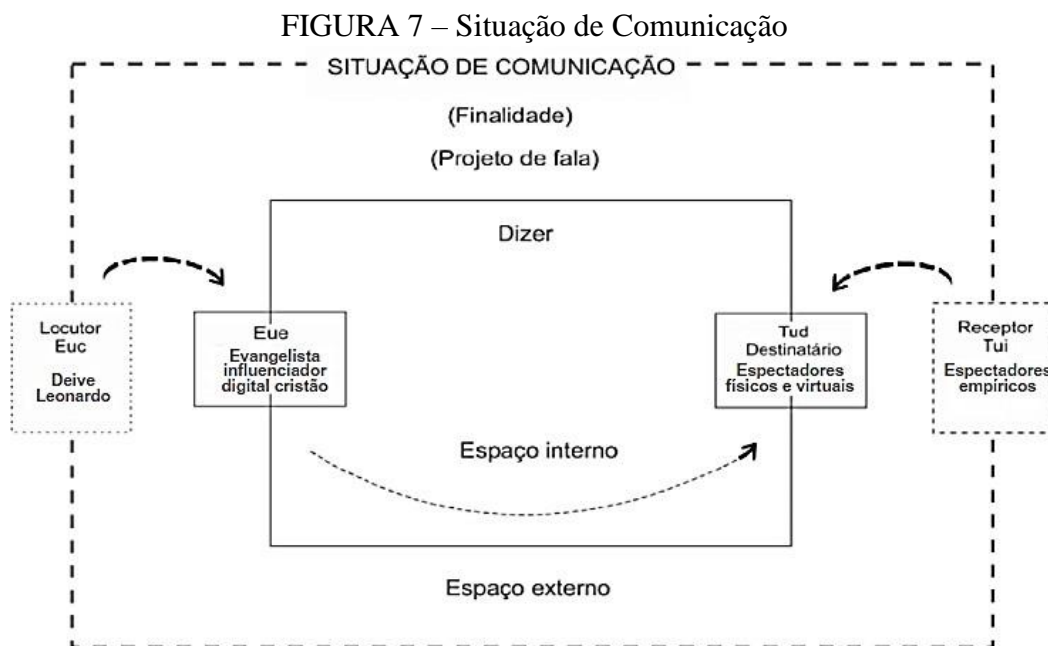 FIGURA 7 – Situação de Comunicação
SITUAÇÃO DE COMUNICAÇÃO
(Finalidade)
(Projeto de fala)
Dizer
Locutor
Euc
Deive
Leonardo
Eue
Evangelista
influenciador
digital cristão
Tud
Destinatário
Espectadores
físicos e virtuais
Receptor
Tui
Espectadores
empíricos
Espaço interno
Espaço externo